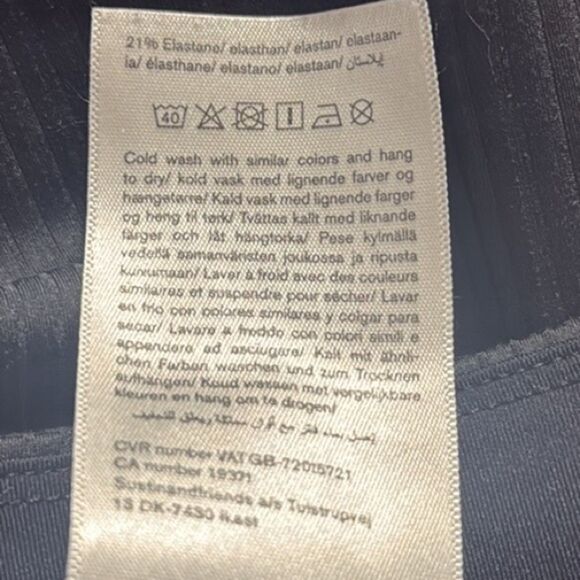 21% Elastane/ elasthan/ elastan/ elastaan-
ia/ élasthane/ elastano/ elastaan/ إيلاستان
40
Cold wash with similar colors and hang
to dry/ kold vask med lignende farver og
hængetørre/ Kald vask med lignende farger
og heng til tørk/ Tvättas kallt med liknande
färger och låt hängtorka/ Pese kylmällä
vedellä samanväristen joukossa ja ripusta
kuivumaan/ Laver à froid avec des couleurs
similaires et suspendre pour sécher/ Lavar
en frío con colores similares y colgar para
secar/ Lavare a freddo con colori simili e
appendere ad asciugare/ Kalt mit ähnli-
chen Farben waschen und zum Trocknen
aufhängen/ Koud wassen met vergelijkbare
kleuren en hang om te drogen/
CVR number VAT GB-72015721
CA number 19371
Sustinandfriends a/s
DK-7430 Ikast